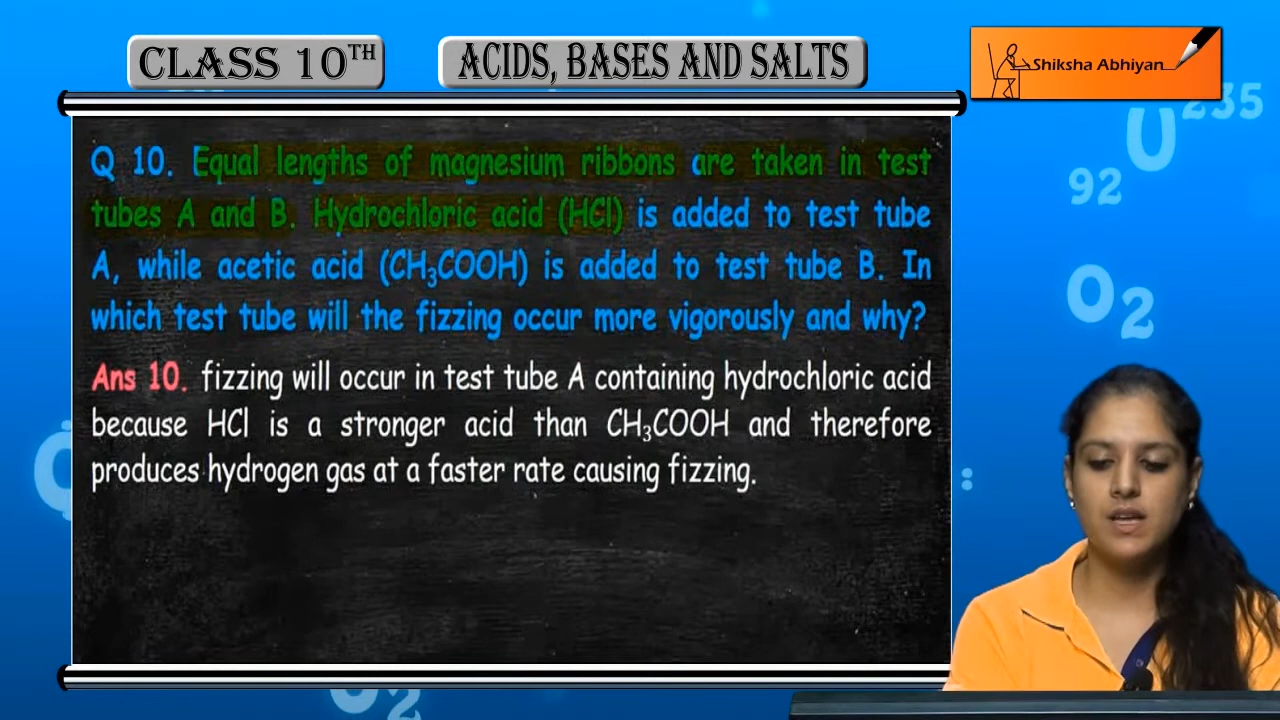 CLASS 10TH
ACIDS, BASES AND SALTS
Shiksha Abhiyan
Q 10. Equal lengths of magnesium ribbons are taken in test
tubes A and B. Hydrochloric acid (HCl) is added to test tube
A, while acetic acid (CH₃COOH) is added to test tube B. In
which test tube will the fizzing occur more vigorously and why?
Ans 10. fizzing will occur in test tube A containing hydrochloric acid
because HCl is a stronger acid than CH₃COOH and therefore
produces hydrogen gas at a faster rate causing fizzing.
U 235
92
O₂
O₂